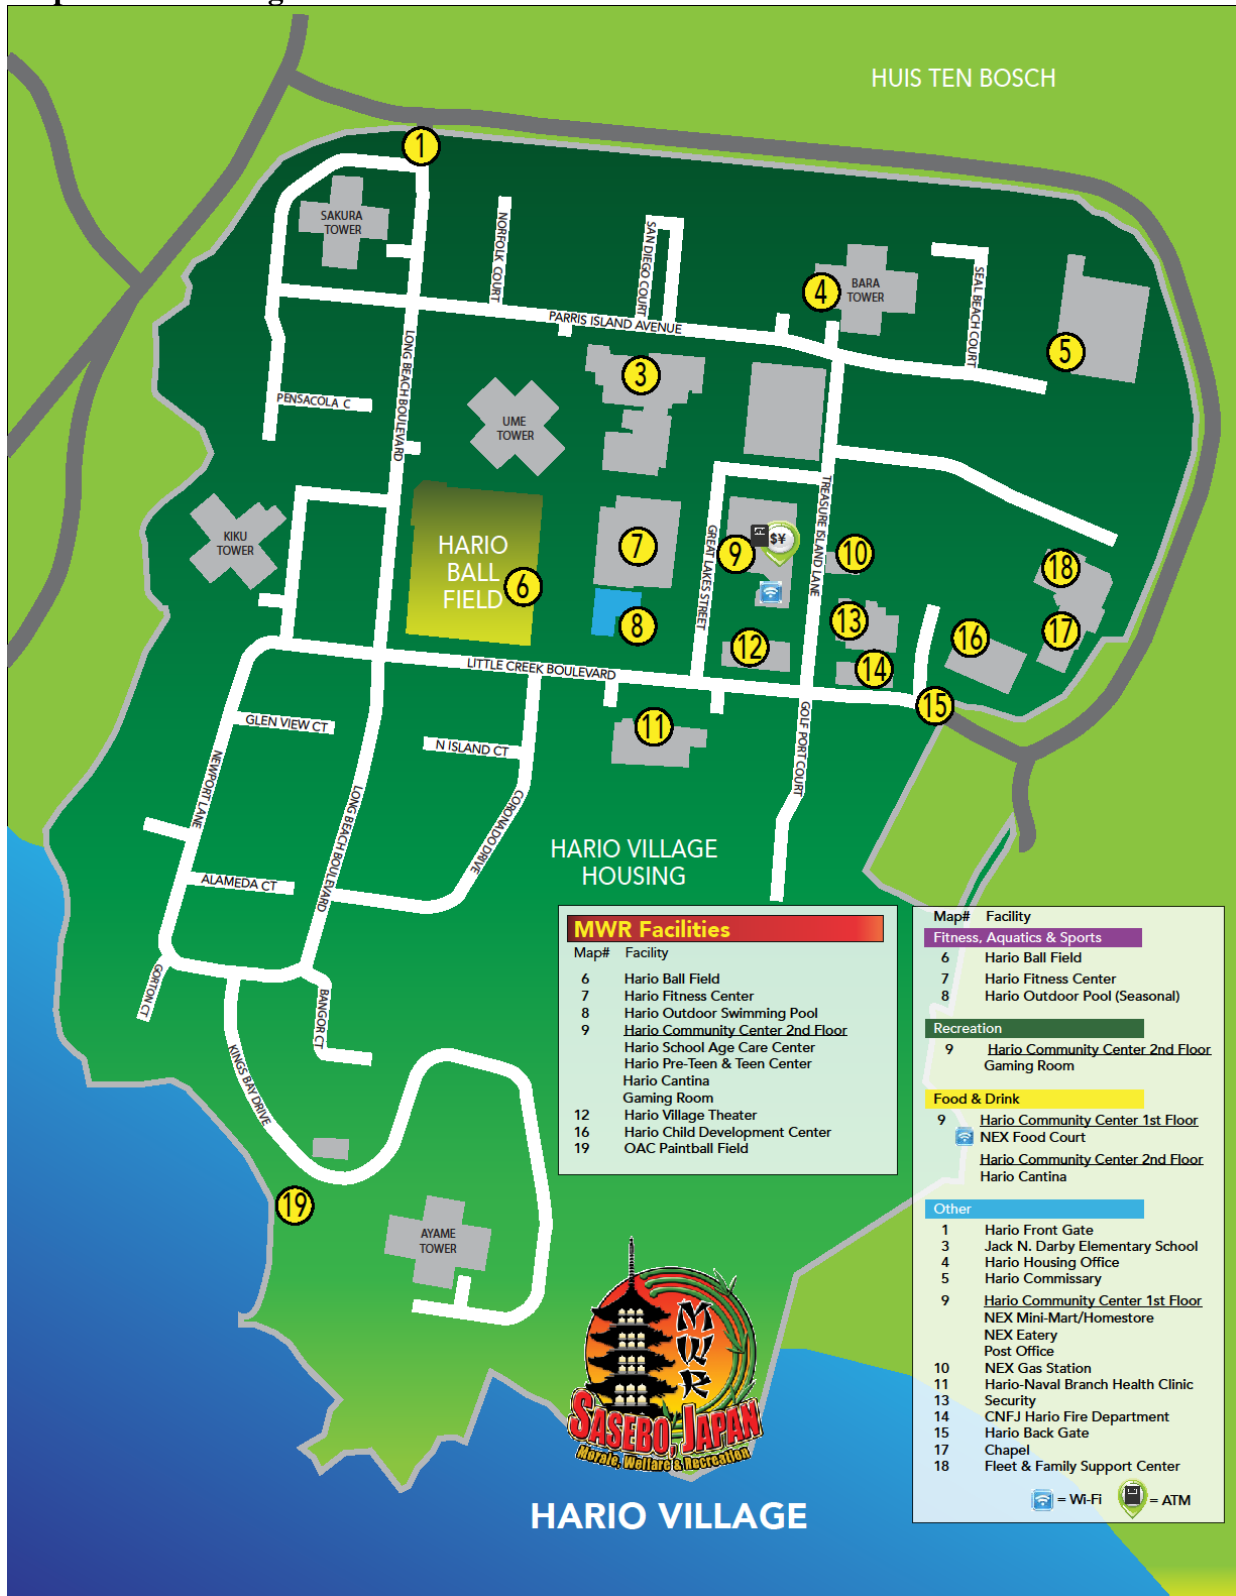 HUIS TEN BOSCH
1
SAKURA
TOWER
NORFOLK COURT
SAN DIEGO COURT
4
BARA
TOWER
SEAL BEACH COURT
5
PARRIS ISLAND AVENUE
LONG BEACH BOULEVARD
3
PENSACOLA C
UME
TOWER
KIKU
TOWER
HARIO
BALL
FIELD
6
7
8
GREAT LAKES STREET
9
$¥
TREASURE ISLAND LANE
10
12
13
14
18
17
16
15
LITTLE CREEK BOULEVARD
11
GOLF PORT COURT
GLEN VIEW CT
N ISLAND CT
NEWPORT LANE
LONG BEACH BOULEVARD
CORONADO DRIVE
ALAMEDA CT
HARIO VILLAGE
HOUSING
GORTON CT
BANGOR CT
KINGS BAY DRIVE
19
AYAME
TOWER
MWR Facilities
Map# Facility
6 Hario Ball Field
7 Hario Fitness Center
8 Hario Outdoor Swimming Pool
9 Hario Community Center 2nd Floor
Hario School Age Care Center
Hario Pre-Teen & Teen Center
Hario Cantina
Gaming Room
12 Hario Village Theater
16 Hario Child Development Center
19 OAC Paintball Field
Map# Facility
Fitness, Aquatics & Sports
6 Hario Ball Field
7 Hario Fitness Center
8 Hario Outdoor Pool (Seasonal)
Recreation
9 Hario Community Center 2nd Floor
Gaming Room
Food & Drink
9 Hario Community Center 1st Floor
NEX Food Court
Hario Community Center 2nd Floor
Hario Cantina
Other
1 Hario Front Gate
3 Jack N. Darby Elementary School
4 Hario Housing Office
5 Hario Commissary
9 Hario Community Center 1st Floor
NEX Mini-Mart/Homestore
NEX Eatery
Post Office
10 NEX Gas Station
11 Hario-Naval Branch Health Clinic
13 Security
14 CNFJ Hario Fire Department
15 Hario Back Gate
17 Chapel
18 Fleet & Family Support Center
= Wi-Fi = ATM
MWR
SASEBO, JAPAN
Morale, Welfare & Recreation
HARIO VILLAGE